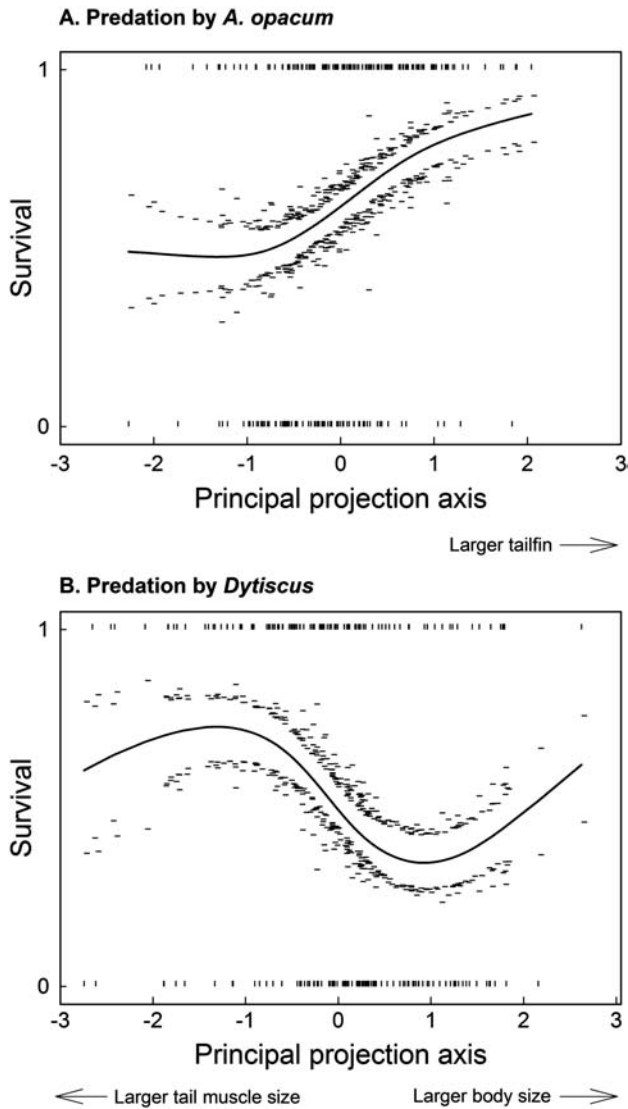 A. Predation by A. opacum
1
Survival
0
-3 -2 -1 0 1 2 3
Principal projection axis
Larger tailfin
B. Predation by Dytiscus
1
Survival
0
-3 -2 -1 0 1 2 3
Principal projection axis
Larger tail muscle size Larger body size